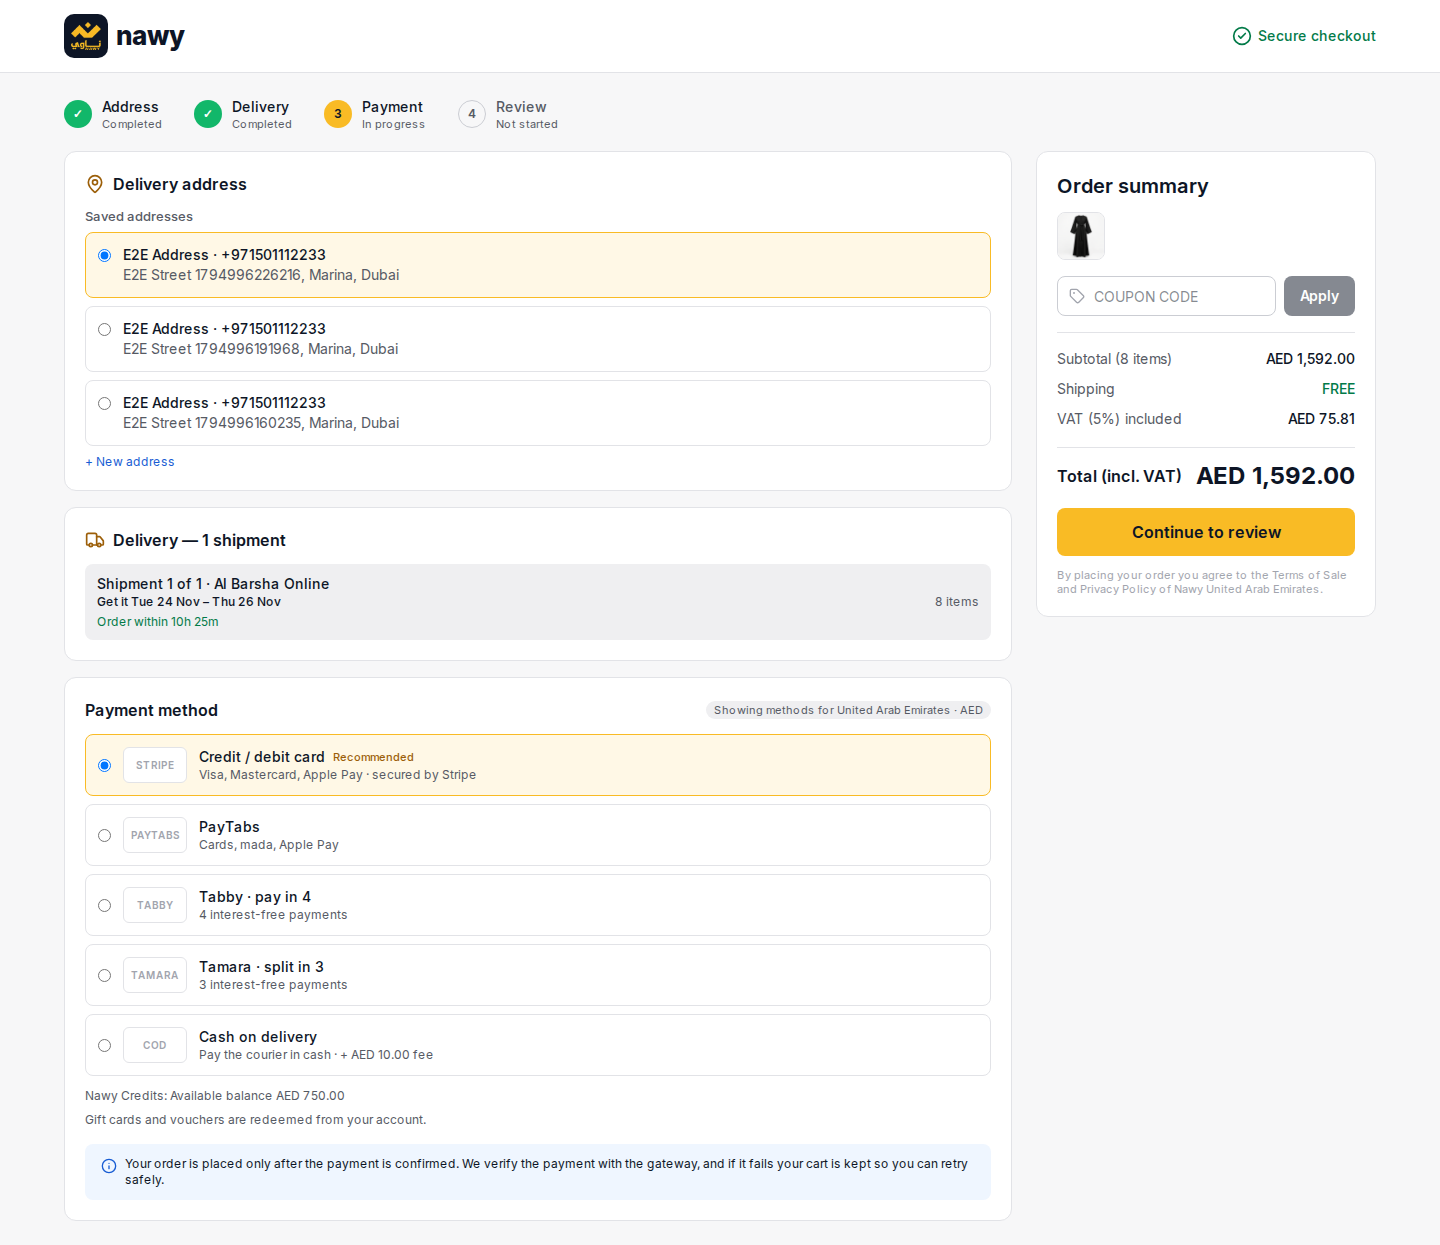 ناوي
NAWY
nawy
Secure checkout
Address
Completed
Delivery
Completed
3
Payment
In progress
4
Review
Not started
Delivery address
Saved addresses
E2E Address · +971501112233
E2E Street 1794996226216, Marina, Dubai
E2E Address · +971501112233
E2E Street 1794996191968, Marina, Dubai
E2E Address · +971501112233
E2E Street 1794996160235, Marina, Dubai
+ New address
Delivery — 1 shipment
Shipment 1 of 1 · Al Barsha Online
Get it Tue 24 Nov – Thu 26 Nov
8 items
Order within 10h 25m
Payment method
Showing methods for United Arab Emirates · AED
STRIPE
Credit / debit card Recommended
Visa, Mastercard, Apple Pay · secured by Stripe
PAYTABS
PayTabs
Cards, mada, Apple Pay
TABBY
Tabby · pay in 4
4 interest-free payments
TAMARA
Tamara · split in 3
3 interest-free payments
COD
Cash on delivery
Pay the courier in cash · + AED 10.00 fee
Nawy Credits: Available balance AED 750.00
Gift cards and vouchers are redeemed from your account.
Your order is placed only after the payment is confirmed. We verify the payment with the gateway, and if it fails your cart is kept so you can retry
safely.
Order summary
COUPON CODE
Apply
Subtotal (8 items) AED 1,592.00
Shipping FREE
VAT (5%) included AED 75.81
Total (incl. VAT) AED 1,592.00
Continue to review
By placing your order you agree to the Terms of Sale
and Privacy Policy of Nawy United Arab Emirates.